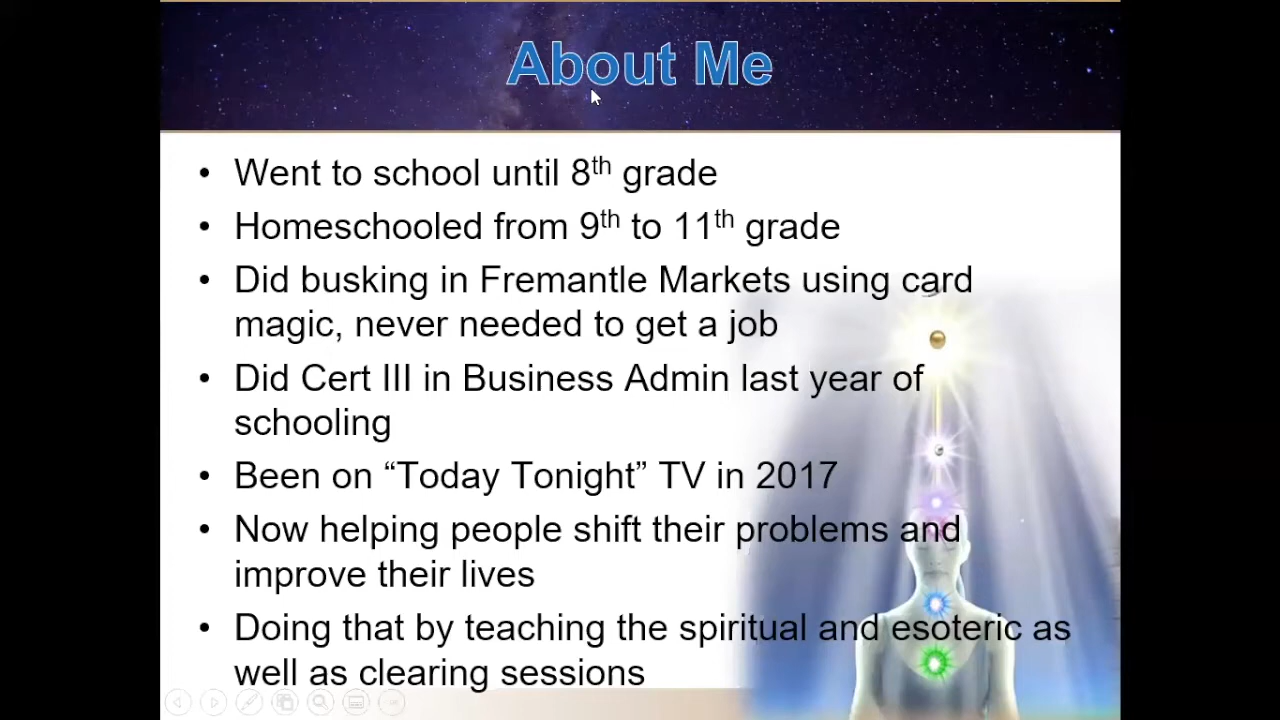 About Me
• Went to school until 8th grade
• Homeschooled from 9th to 11th grade
• Did busking in Fremantle Markets using card
magic, never needed to get a job
• Did Cert III in Business Admin last year of
schooling
• Been on “Today Tonight” TV in 2017
• Now helping people shift their problems and
improve their lives
• Doing that by teaching the spiritual and esoteric as
well as clearing sessions